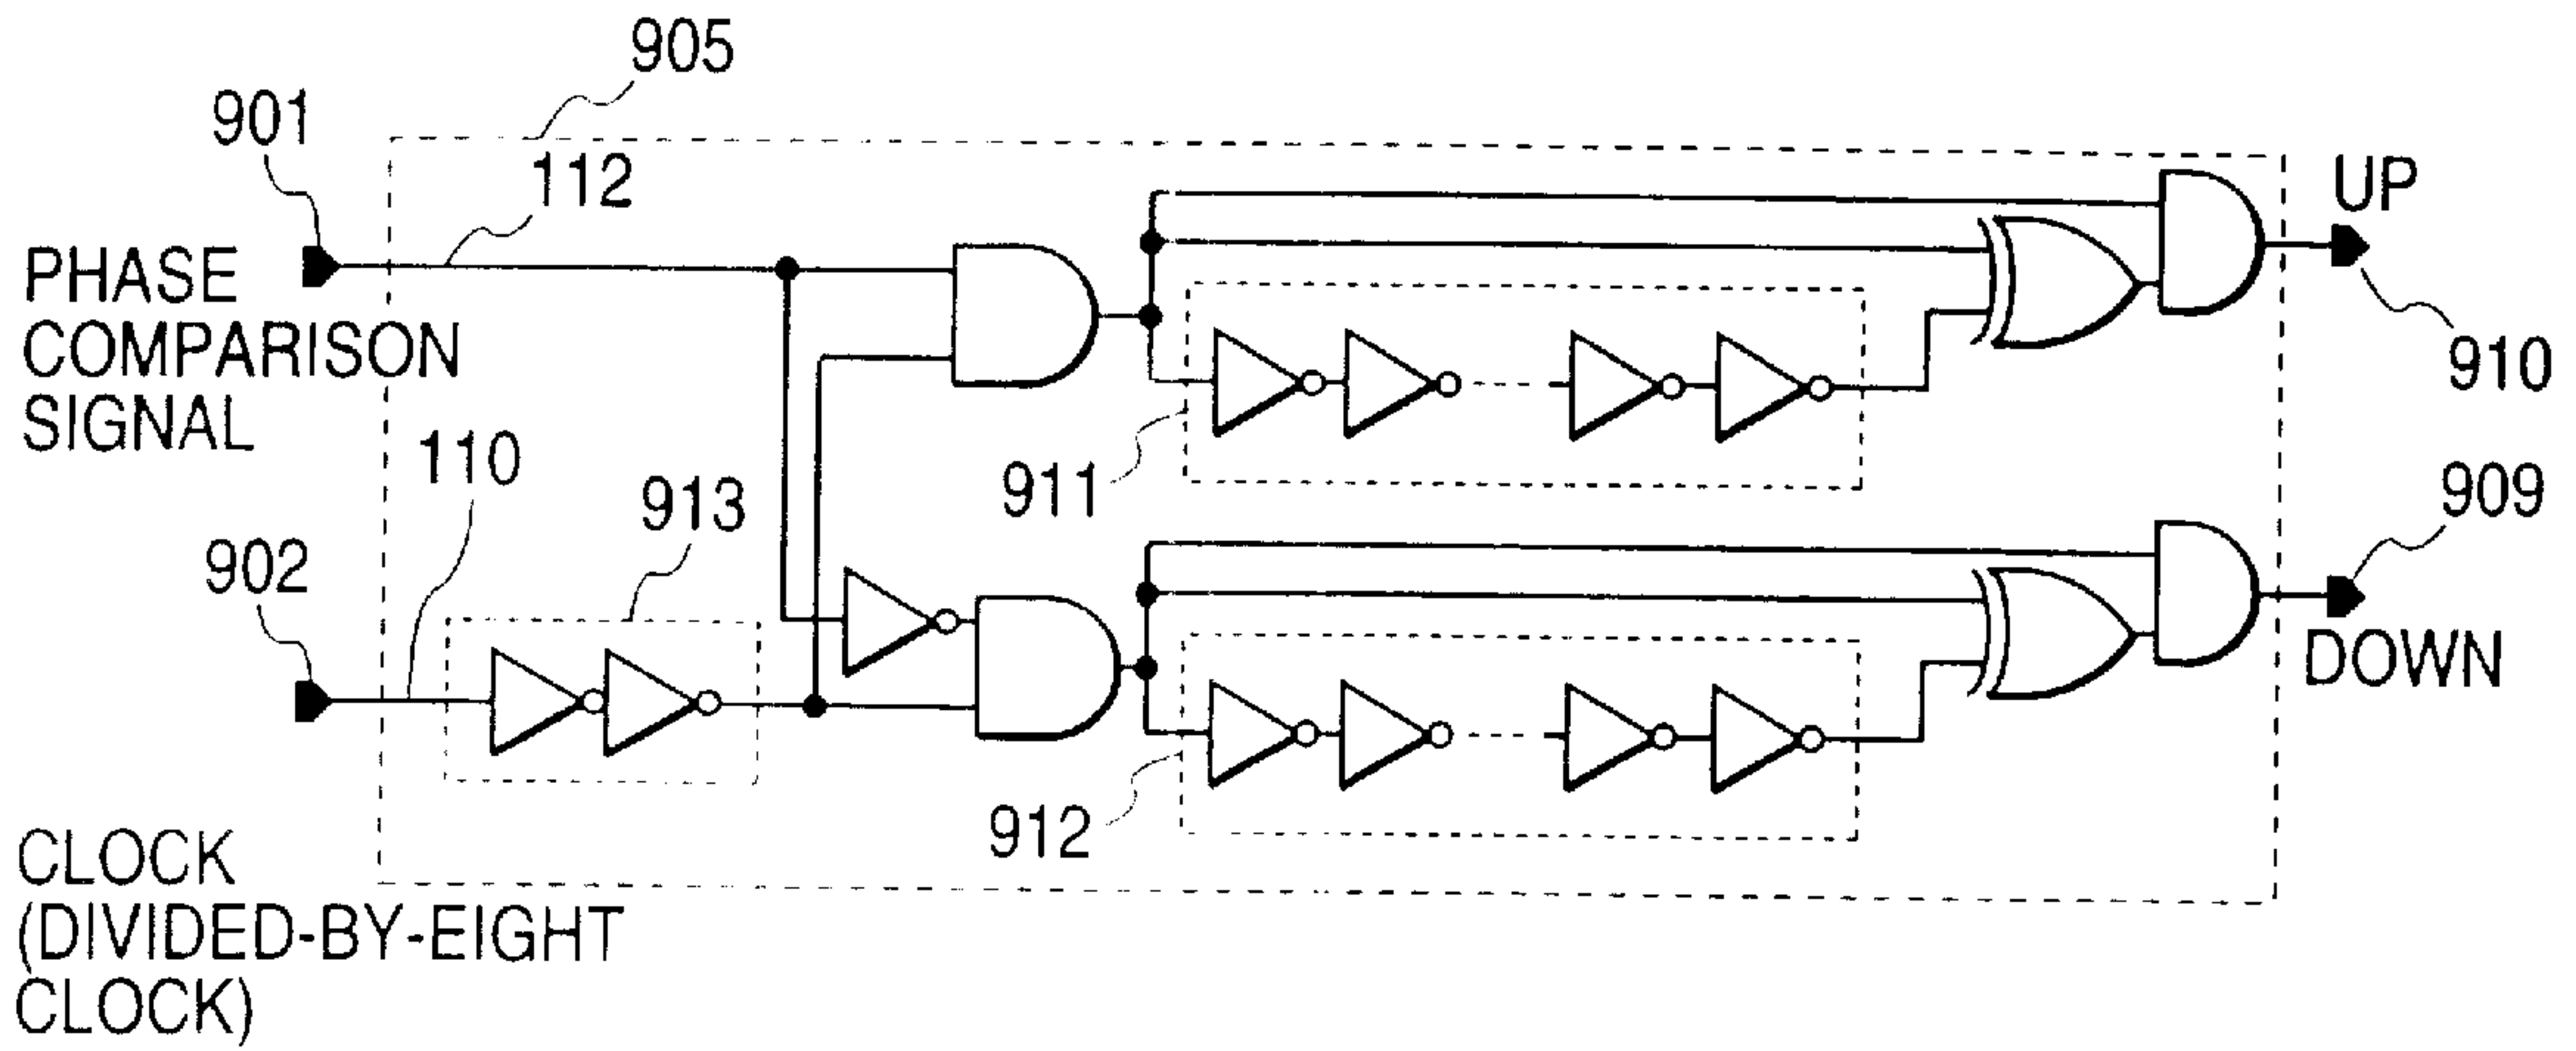 905
901
112
UP
PHASE
COMPARISON
SIGNAL
910
110
911
913
909
902
DOWN
912
CLOCK
(DIVIDED-BY-EIGHT
CLOCK)